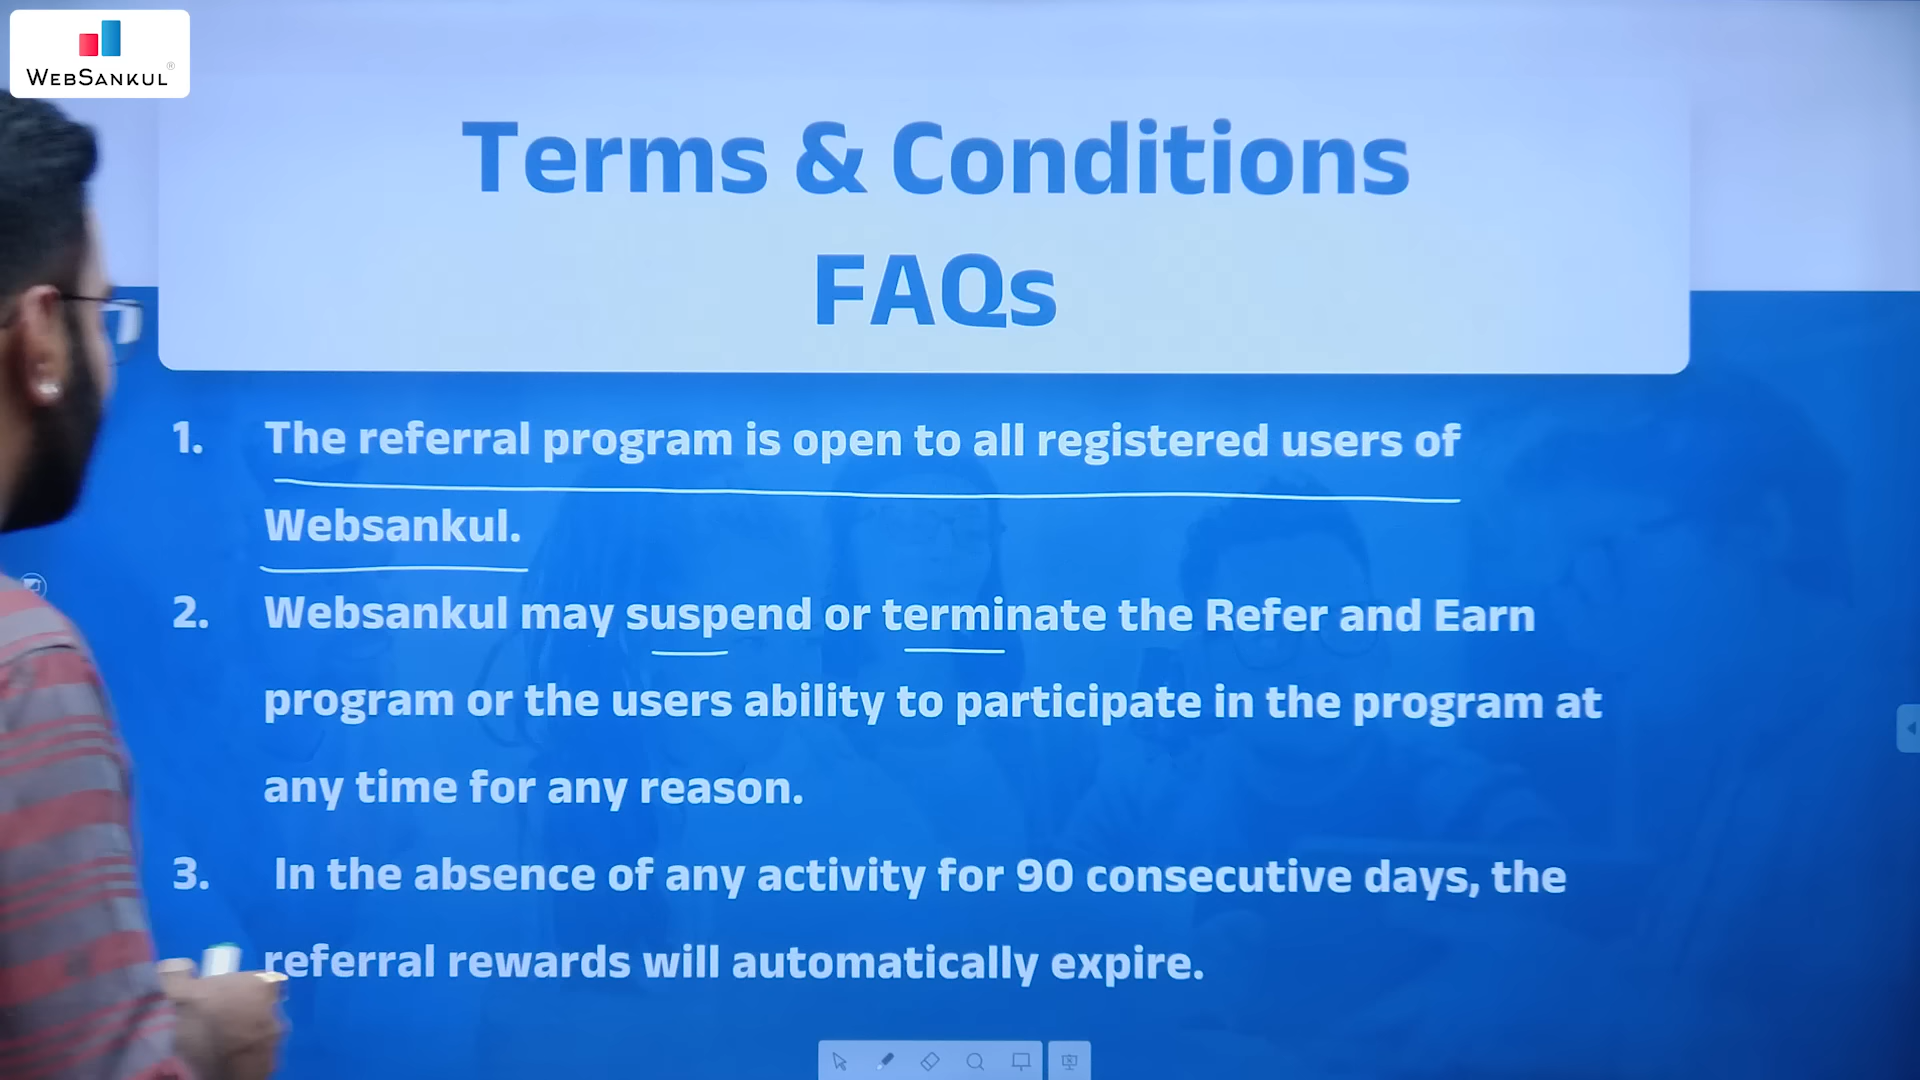 WEBSANKUL®
Terms & Conditions
FAQs
1. The referral program is open to all registered users of
Websankul.
2. Websankul may suspend or terminate the Refer and Earn
program or the users ability to participate in the program at
any time for any reason.
3. In the absence of any activity for 90 consecutive days, the
referral rewards will automatically expire.